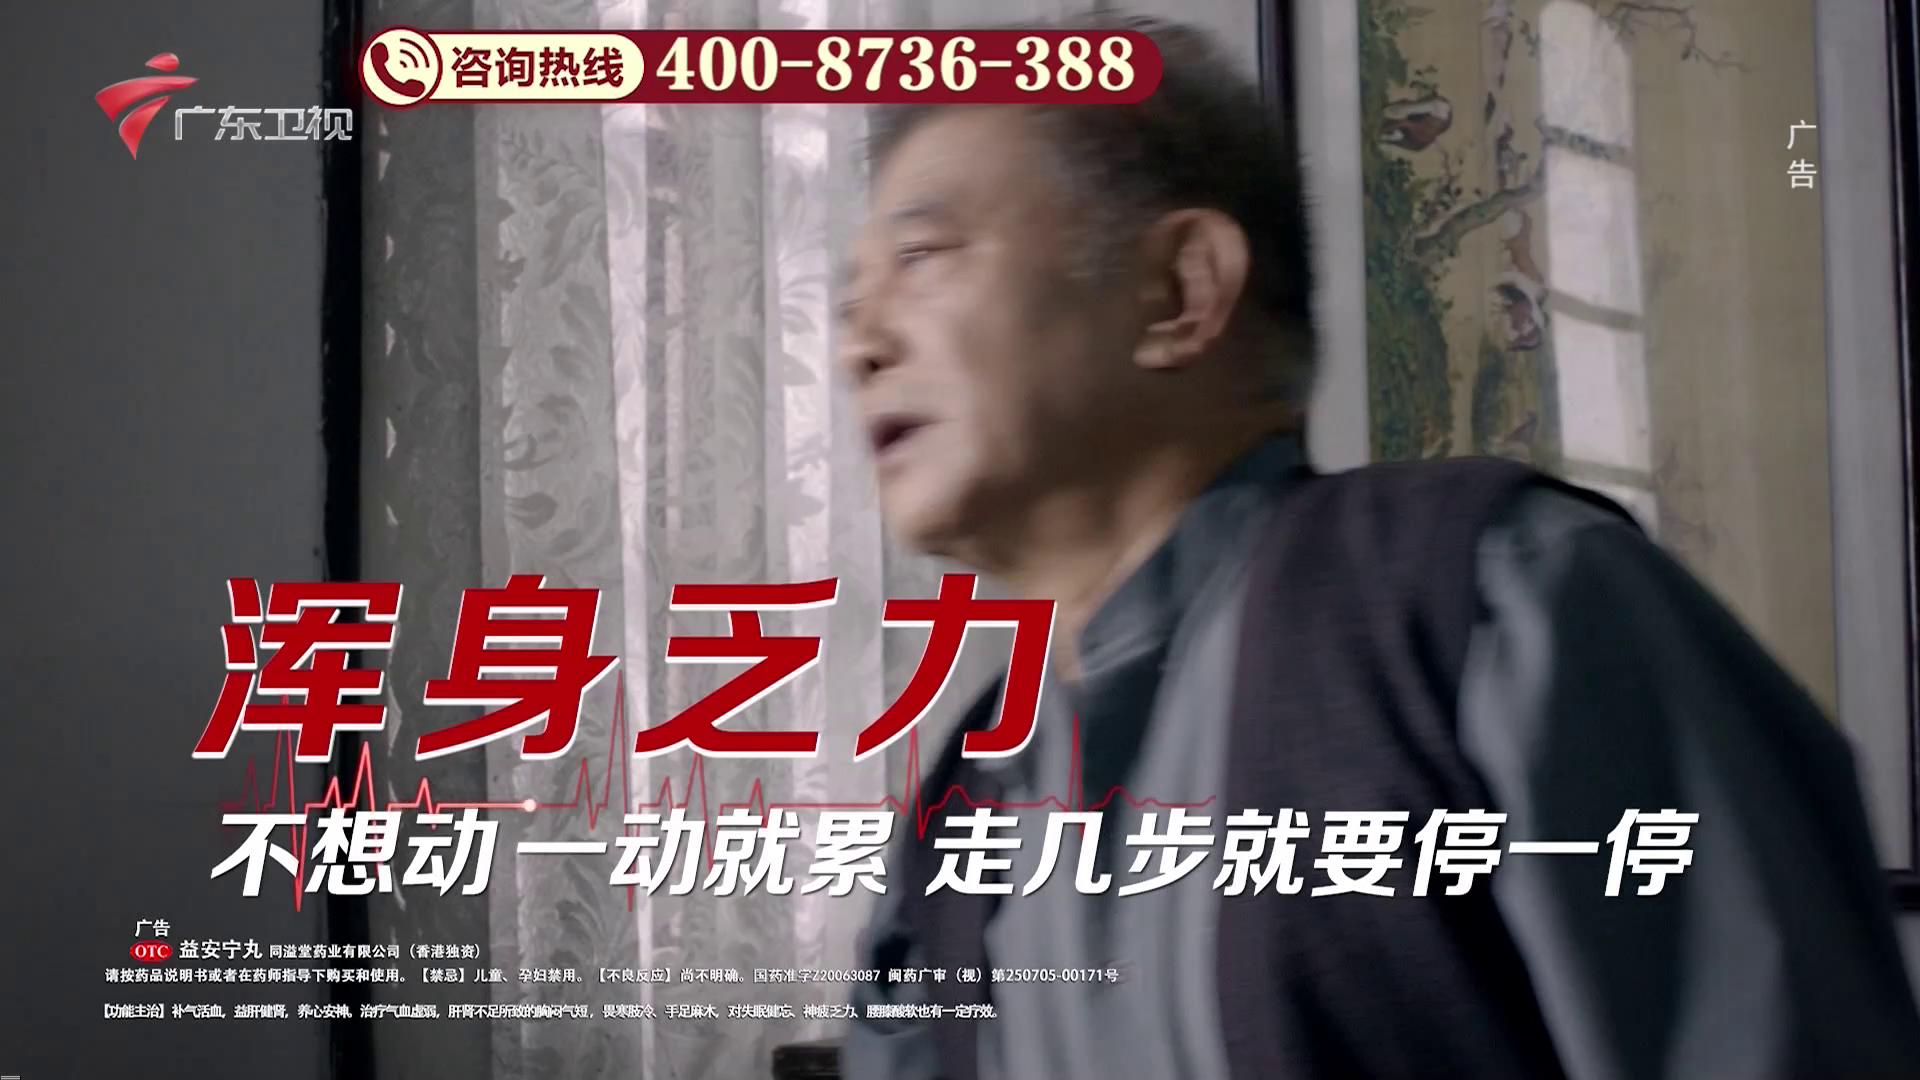 咨询热线 400-8736-388
广东卫视
广告
浑身乏力
不想动 一动就累 走几步就要停一停
广告
OTC 益安宁丸 同溢堂药业有限公司（香港独资）
请按药品说明书或者在药师指导下购买和使用。【禁忌】儿童、孕妇禁用。【不良反应】尚不明确。国药准字Z20063087 闽药广审（视）第250705-00171号
【功能主治】补气活血，益肝健肾，养心安神。治疗气血虚弱，肝肾不足所致的胸闷气短，畏寒肢冷、手足麻木，对失眠健忘、神疲乏力、腰膝酸软也有一定疗效。